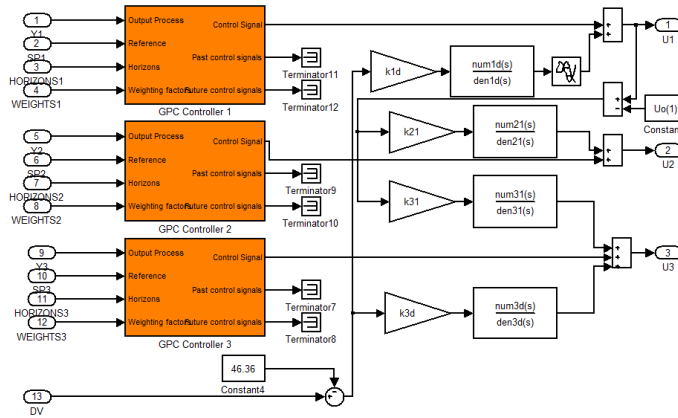 1
Y1
2
SP1
3
HORIZONS1
4
WEIGHTS1
Output Process
Reference
Horizons
Weighting factors
Control Signal
Past control signals
Future control signals
GPC Controller 1
Terminator11
Terminator12
5
Y2
6
SP2
7
HORIZONS2
8
WEIGHTS2
Output Process
Reference
Horizons
Weighting factors
Control Signal
Past control signals
Future control signals
GPC Controller 2
Terminator9
Terminator10
9
Y3
10
SP3
11
HORIZONS3
12
WEIGHTS3
Output Process
Reference
Horizons
Weighting factors
Control Signal
Past control signals
Future control signals
GPC Controller 3
Terminator7
Terminator8
46.36
Constant4
13
DV
k1d
num1d(s)
den1d(s)
k21
num21(s)
den21(s)
k31
num31(s)
den31(s)
k3d
num3d(s)
den3d(s)
1
U1
Uo(1)
Constant
2
U2
3
U3